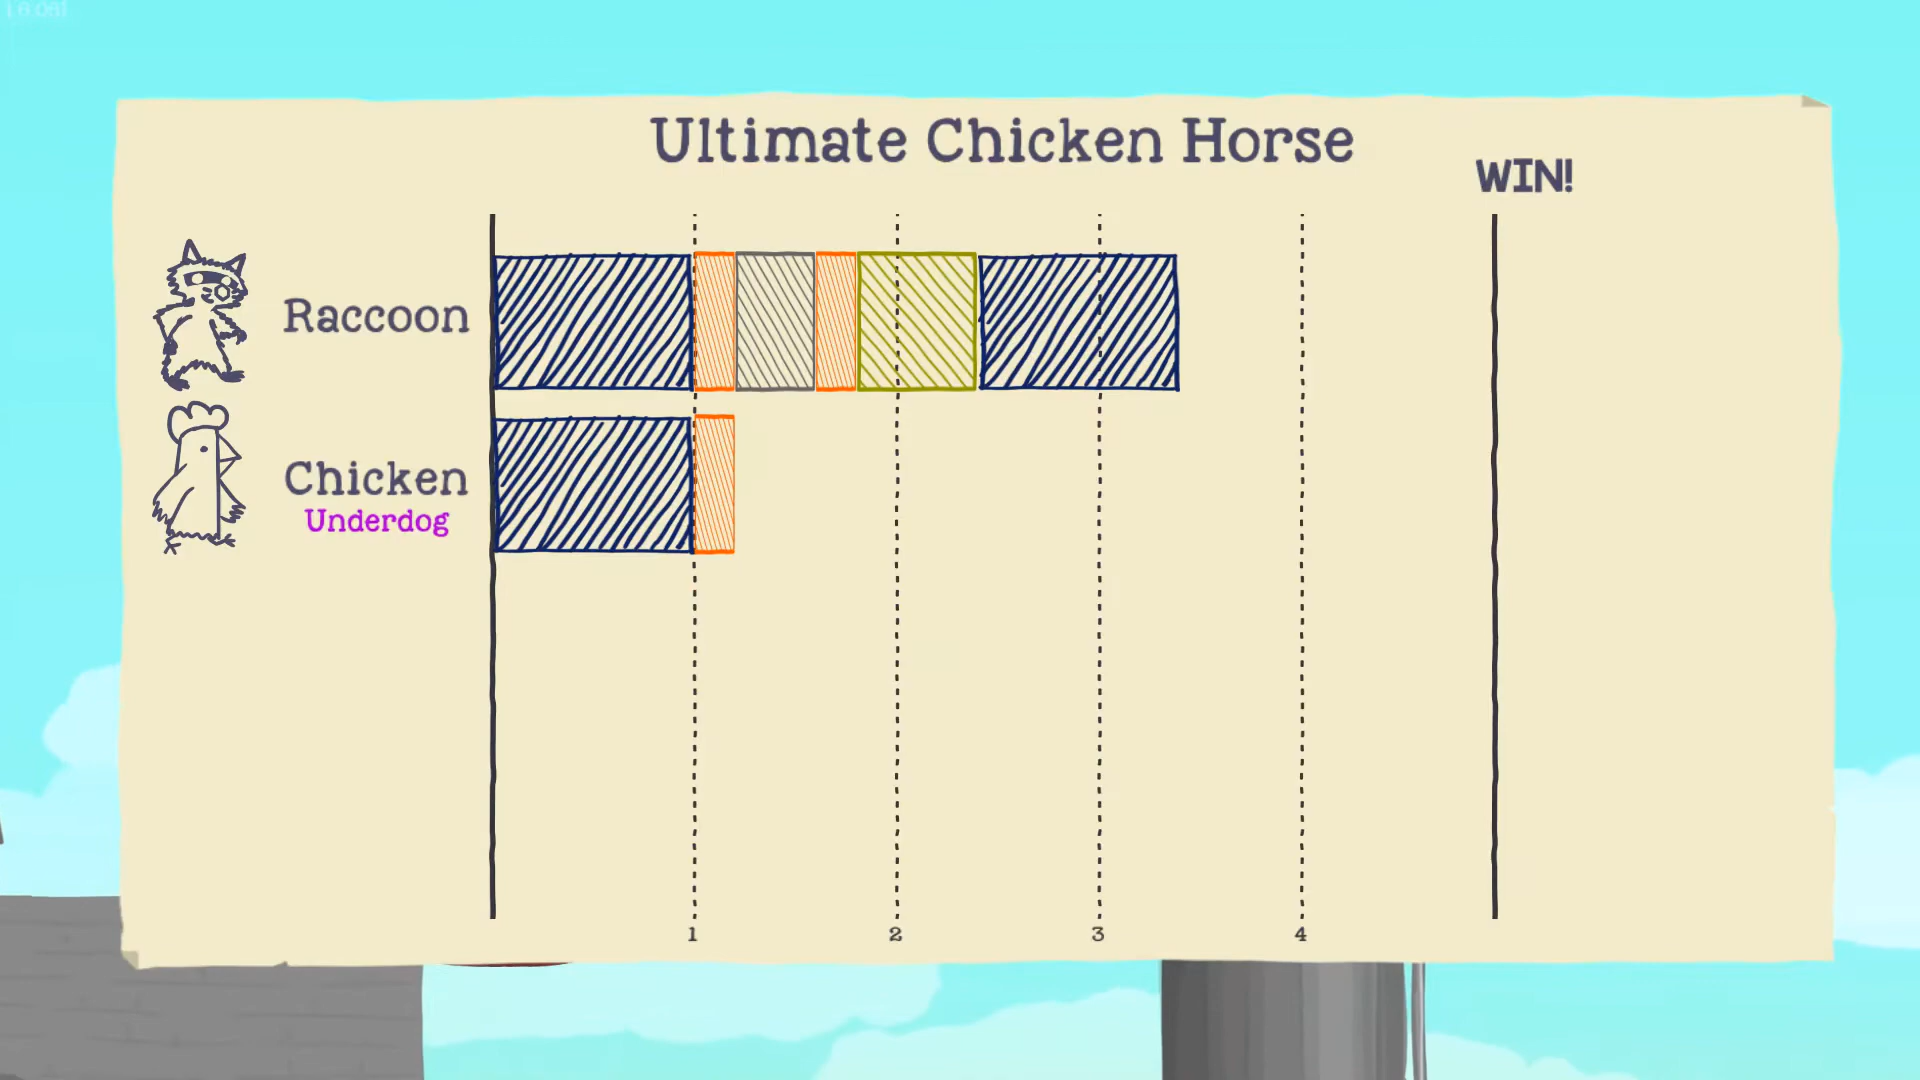 Ultimate Chicken Horse
WIN!
Raccoon
Chicken
Underdog
1 2 3 4